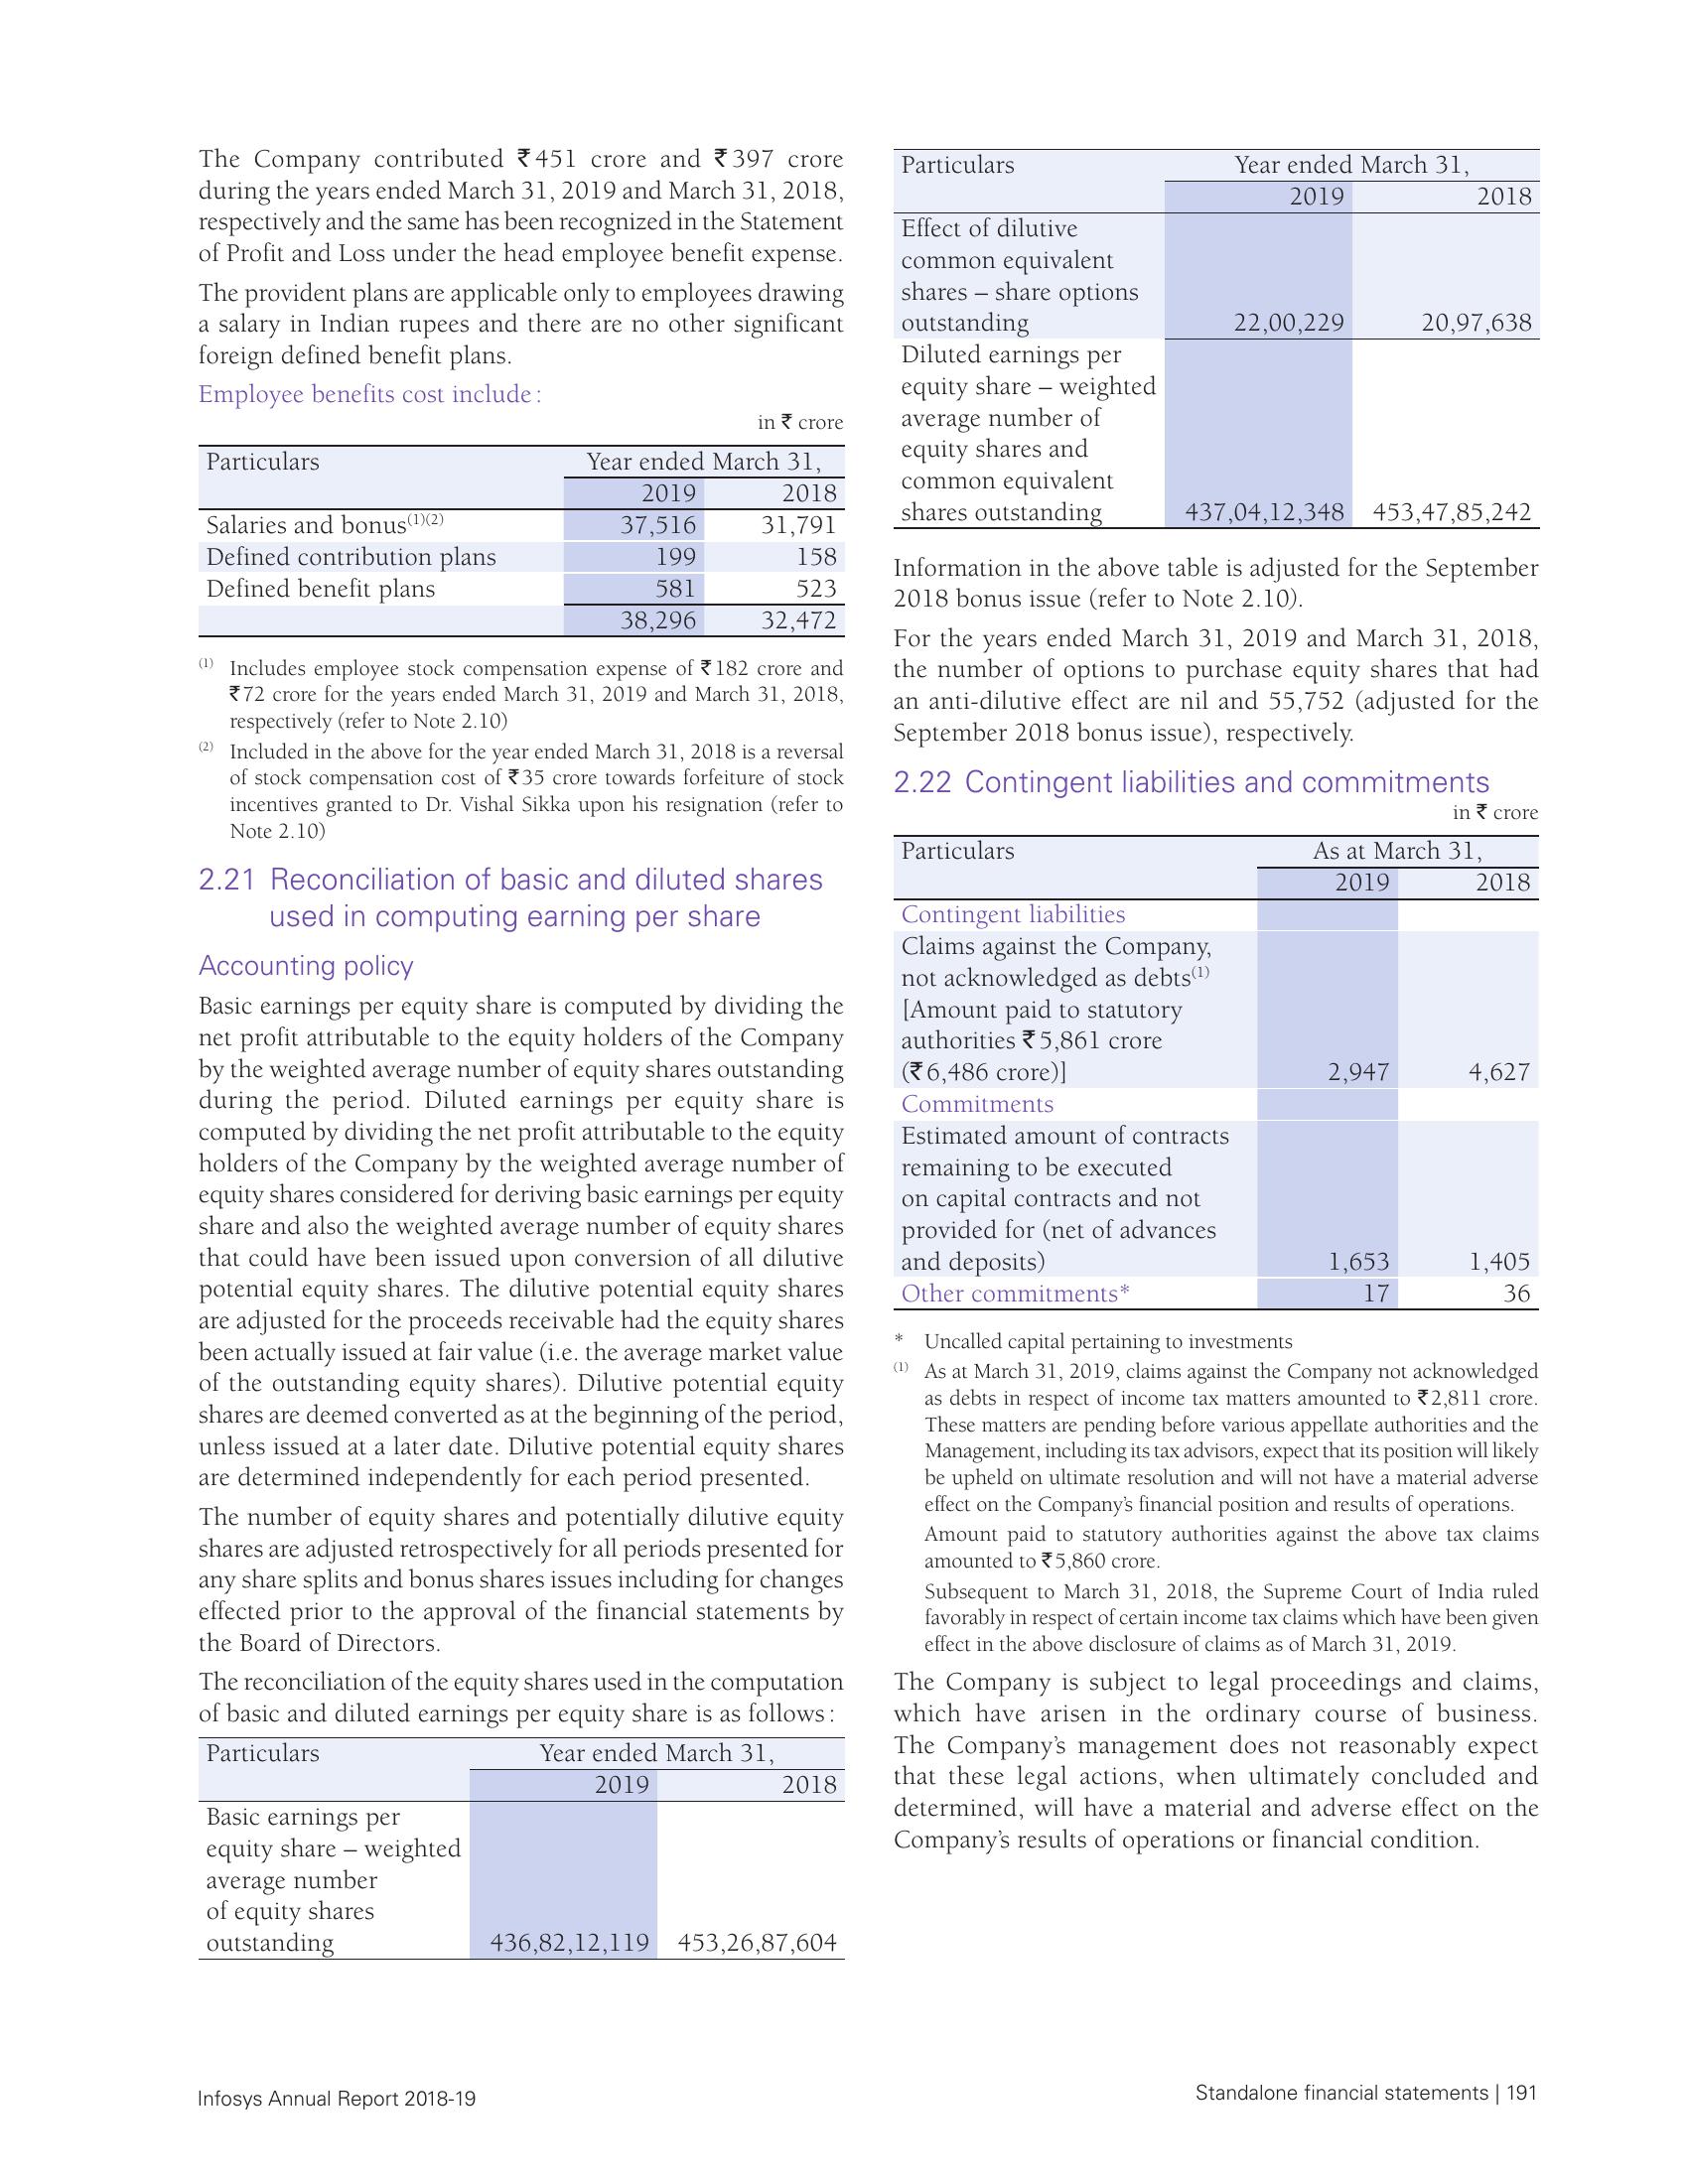 The Company contributed ₹451 crore and ₹397 crore
during the years ended March 31, 2019 and March 31, 2018,
respectively and the same has been recognized in the Statement
of Profit and Loss under the head employee benefit expense.
The provident plans are applicable only to employees drawing
a salary in Indian rupees and there are no other significant
foreign defined benefit plans.
Employee benefits cost include:
in ₹ crore
Particulars Year ended March 31,
2019 2018
Salaries and bonus(1)(2) 37,516 31,791
Defined contribution plans 199 158
Defined benefit plans 581 523
38,296 32,472
(1) Includes employee stock compensation expense of ₹182 crore and
₹72 crore for the years ended March 31, 2019 and March 31, 2018,
respectively (refer to Note 2.10)
(2) Included in the above for the year ended March 31, 2018 is a reversal
of stock compensation cost of ₹35 crore towards forfeiture of stock
incentives granted to Dr. Vishal Sikka upon his resignation (refer to
Note 2.10)
2.21 Reconciliation of basic and diluted shares
used in computing earning per share
Accounting policy
Basic earnings per equity share is computed by dividing the
net profit attributable to the equity holders of the Company
by the weighted average number of equity shares outstanding
during the period. Diluted earnings per equity share is
computed by dividing the net profit attributable to the equity
holders of the Company by the weighted average number of
equity shares considered for deriving basic earnings per equity
share and also the weighted average number of equity shares
that could have been issued upon conversion of all dilutive
potential equity shares. The dilutive potential equity shares
are adjusted for the proceeds receivable had the equity shares
been actually issued at fair value (i.e. the average market value
of the outstanding equity shares). Dilutive potential equity
shares are deemed converted as at the beginning of the period,
unless issued at a later date. Dilutive potential equity shares
are determined independently for each period presented.
The number of equity shares and potentially dilutive equity
shares are adjusted retrospectively for all periods presented for
any share splits and bonus shares issues including for changes
effected prior to the approval of the financial statements by
the Board of Directors.
The reconciliation of the equity shares used in the computation
of basic and diluted earnings per equity share is as follows:
Particulars Year ended March 31,
2019 2018
Basic earnings per
equity share – weighted
average number
of equity shares
outstanding 436,82,12,119 453,26,87,604
Particulars Year ended March 31,
2019 2018
Effect of dilutive
common equivalent
shares – share options
outstanding 22,00,229 20,97,638
Diluted earnings per
equity share – weighted
average number of
equity shares and
common equivalent
shares outstanding 437,04,12,348 453,47,85,242
Information in the above table is adjusted for the September
2018 bonus issue (refer to Note 2.10).
For the years ended March 31, 2019 and March 31, 2018,
the number of options to purchase equity shares that had
an anti-dilutive effect are nil and 55,752 (adjusted for the
September 2018 bonus issue), respectively.
2.22 Contingent liabilities and commitments
in ₹ crore
Particulars As at March 31,
2019 2018
Contingent liabilities
Claims against the Company,
not acknowledged as debts(1)
[Amount paid to statutory
authorities ₹5,861 crore
(₹6,486 crore)] 2,947 4,627
Commitments
Estimated amount of contracts
remaining to be executed
on capital contracts and not
provided for (net of advances
and deposits) 1,653 1,405
Other commitments* 17 36
* Uncalled capital pertaining to investments
(1) As at March 31, 2019, claims against the Company not acknowledged
as debts in respect of income tax matters amounted to ₹2,811 crore.
These matters are pending before various appellate authorities and the
Management, including its tax advisors, expect that its position will likely
be upheld on ultimate resolution and will not have a material adverse
effect on the Company's financial position and results of operations.
Amount paid to statutory authorities against the above tax claims
amounted to ₹5,860 crore.
Subsequent to March 31, 2018, the Supreme Court of India ruled
favorably in respect of certain income tax claims which have been given
effect in the above disclosure of claims as of March 31, 2019.
The Company is subject to legal proceedings and claims,
which have arisen in the ordinary course of business.
The Company's management does not reasonably expect
that these legal actions, when ultimately concluded and
determined, will have a material and adverse effect on the
Company's results of operations or financial condition.
Infosys Annual Report 2018-19
Standalone financial statements | 191